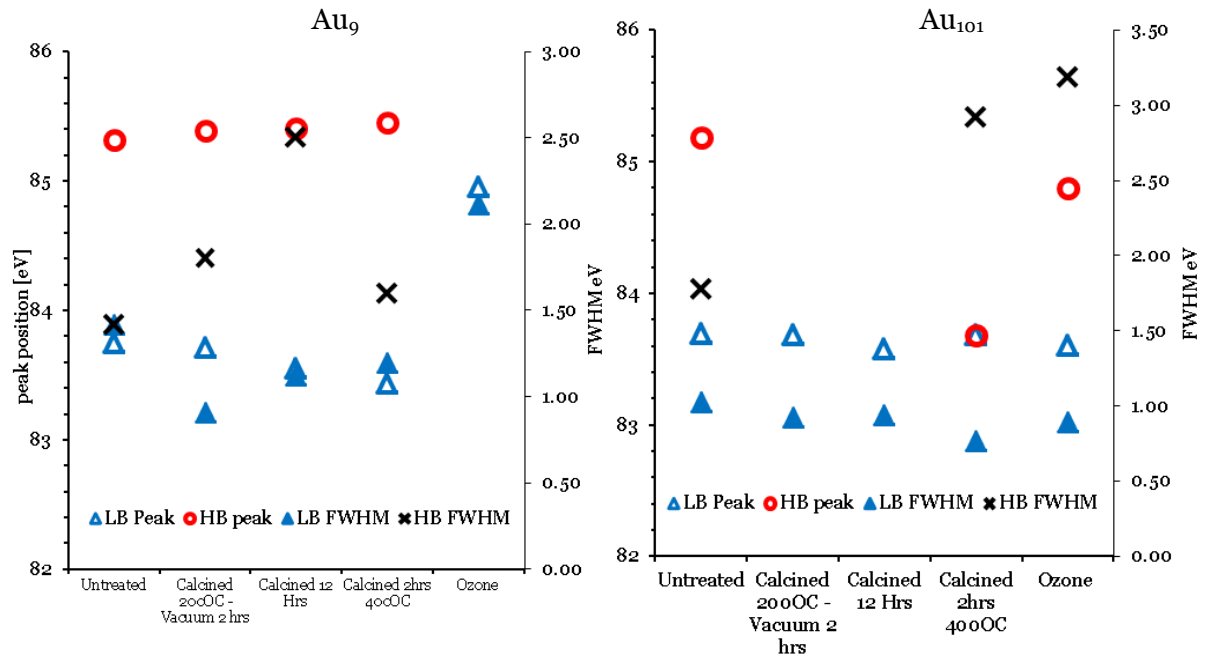 Au₉
86
85
84
83
82
peak position [eV]
3.00
2.50
2.00
1.50
1.00
0.50
0.00
FWHM eV
LB Peak HB peak LB FWHM HB FWHM
Untreated
Calcined
200OC -
Vacuum 2 hrs
Calcined 12
Hrs
Calcined 2hrs
400OC
Ozone
Au₁₀₁
86
85
84
83
82
3.50
3.00
2.50
2.00
1.50
1.00
0.50
0.00
FWHM eV
LB Peak HB peak LB FWHM HB FWHM
Untreated
Calcined
200OC -
Vacuum 2
hrs
Calcined
12 Hrs
Calcined
2hrs
400OC
Ozone